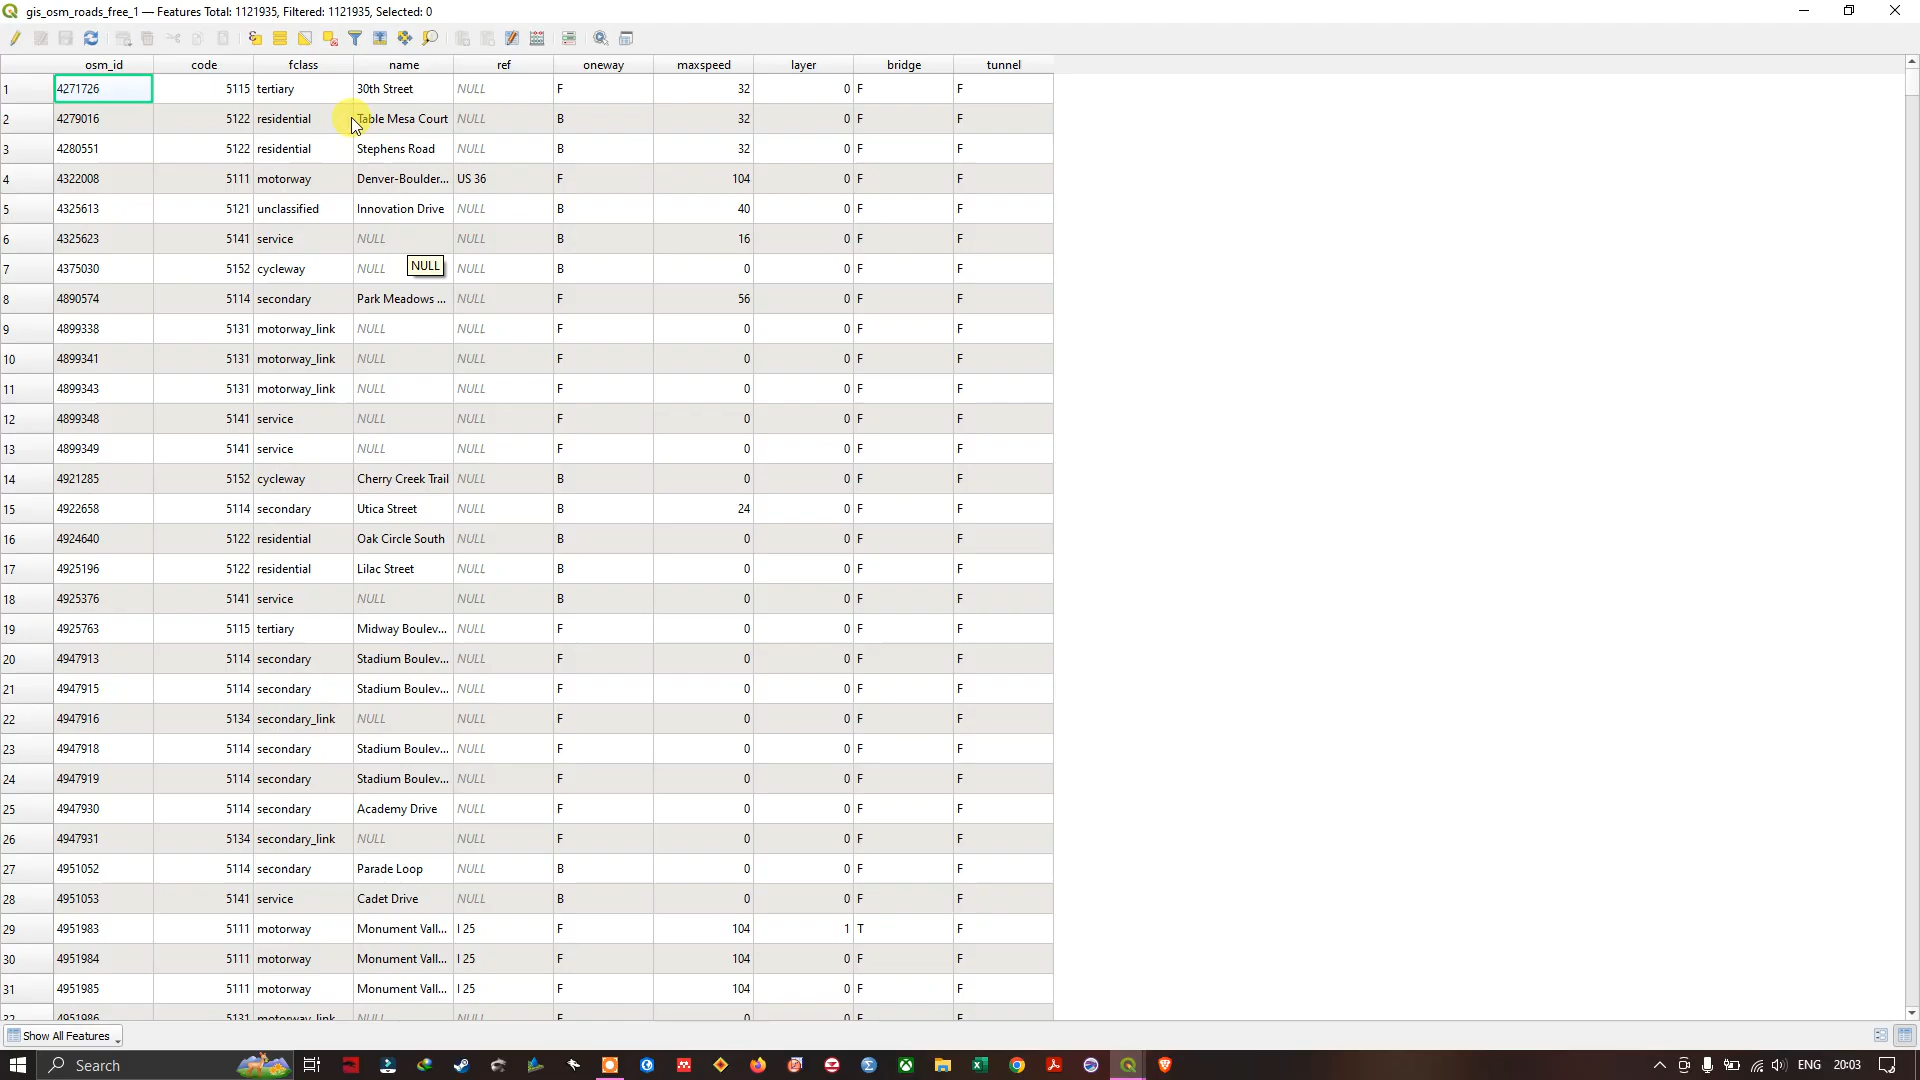 gis_osm_roads_free_1 — Features Total: 1121935, Filtered: 1121935, Selected: 0
osm_id code fclass name ref oneway maxspeed layer bridge tunnel
1 4271726 5115 tertiary 30th Street NULL F 32 0 F F
2 4279016 5122 residential Table Mesa Court NULL B 32 0 F F
3 4280551 5122 residential Stephens Road NULL B 32 0 F F
4 4322008 5111 motorway Denver-Boulder... US 36 F 104 0 F F
5 4325613 5121 unclassified Innovation Drive NULL B 40 0 F F
6 4325623 5141 service NULL NULL B 16 0 F F
NULL
7 4375030 5152 cycleway NULL NULL B 0 0 F F
8 4890574 5114 secondary Park Meadows ... NULL F 56 0 F F
9 4899338 5131 motorway_link NULL NULL F 0 0 F F
10 4899341 5131 motorway_link NULL NULL F 0 0 F F
11 4899343 5131 motorway_link NULL NULL F 0 0 F F
12 4899348 5141 service NULL NULL F 0 0 F F
13 4899349 5141 service NULL NULL F 0 0 F F
14 4921285 5152 cycleway Cherry Creek Trail NULL B 0 0 F F
15 4922658 5114 secondary Utica Street NULL B 24 0 F F
16 4924640 5122 residential Oak Circle South NULL B 0 0 F F
17 4925196 5122 residential Lilac Street NULL B 0 0 F F
18 4925376 5141 service NULL NULL B 0 0 F F
19 4925763 5115 tertiary Midway Boulev... NULL F 0 0 F F
20 4947913 5114 secondary Stadium Boulev... NULL F 0 0 F F
21 4947915 5114 secondary Stadium Boulev... NULL F 0 0 F F
22 4947916 5134 secondary_link NULL NULL F 0 0 F F
23 4947918 5114 secondary Stadium Boulev... NULL F 0 0 F F
24 4947919 5114 secondary Stadium Boulev... NULL F 0 0 F F
25 4947930 5114 secondary Academy Drive NULL F 0 0 F F
26 4947931 5134 secondary_link NULL NULL F 0 0 F F
27 4951052 5114 secondary Parade Loop NULL B 0 0 F F
28 4951053 5141 service Cadet Drive NULL B 0 0 F F
29 4951983 5111 motorway Monument Vall... I 25 F 104 1 T F
30 4951984 5111 motorway Monument Vall... I 25 F 104 0 F F
31 4951985 5111 motorway Monument Vall... I 25 F 104 0 F F
32 4951986 5131 motorway_link NULL NULL F 0 0 F F
Show All Features
Search ENG 20:03